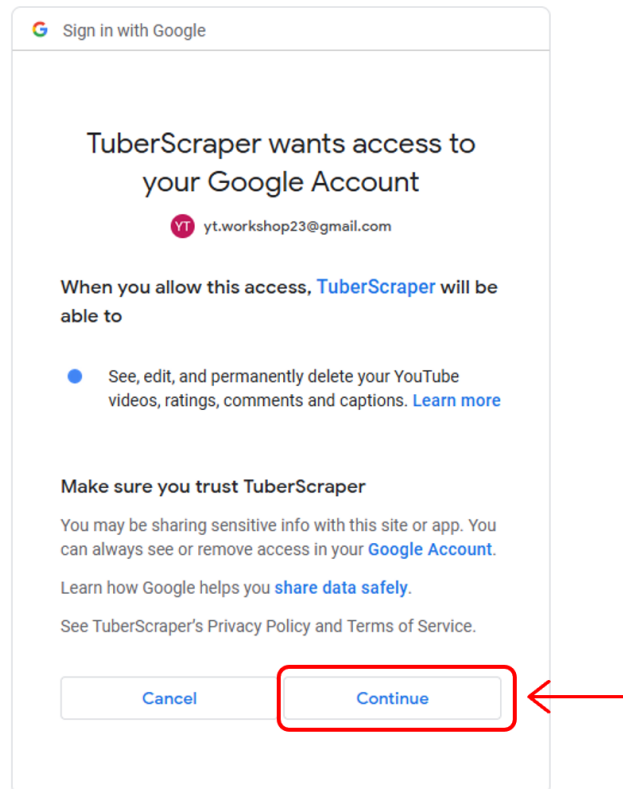 Sign in with Google
TuberScraper wants access to
your Google Account
YT yt.workshop23@gmail.com
When you allow this access, TuberScraper will be
able to
See, edit, and permanently delete your YouTube
videos, ratings, comments and captions. Learn more
Make sure you trust TuberScraper
You may be sharing sensitive info with this site or app. You
can always see or remove access in your Google Account.
Learn how Google helps you share data safely.
See TuberScraper's Privacy Policy and Terms of Service.
Cancel Continue